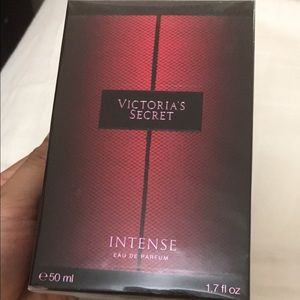 VICTORIA'S
SECRET
INTENSE
EAU DE PARFUM
℮50 ml
1.7 fl oz